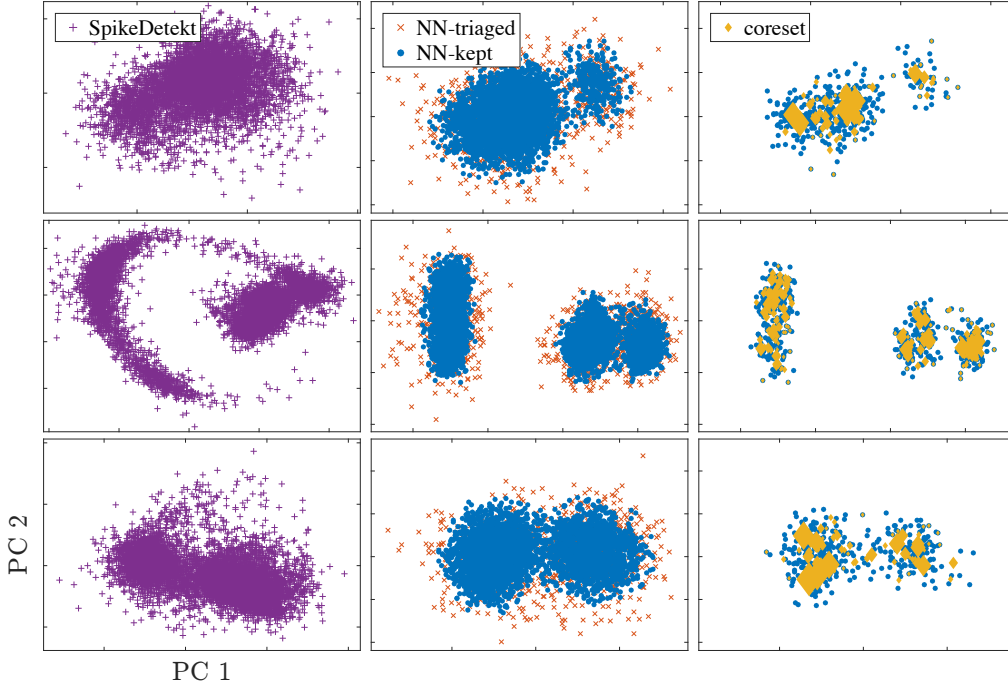 SpikeDetekt
NN-triaged
NN-kept
coreset
PC 2
PC 1